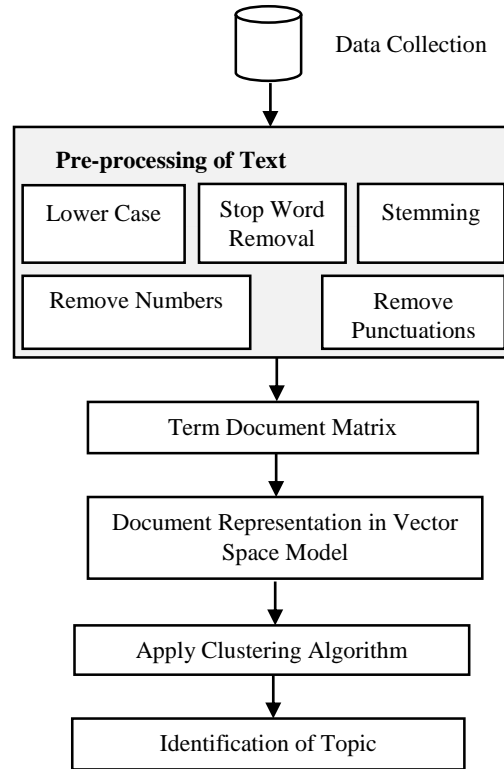 Data Collection
Pre-processing of Text
Lower Case
Stop Word
Removal
Stemming
Remove Numbers
Remove
Punctuations
Term Document Matrix
Document Representation in Vector
Space Model
Apply Clustering Algorithm
Identification of Topic